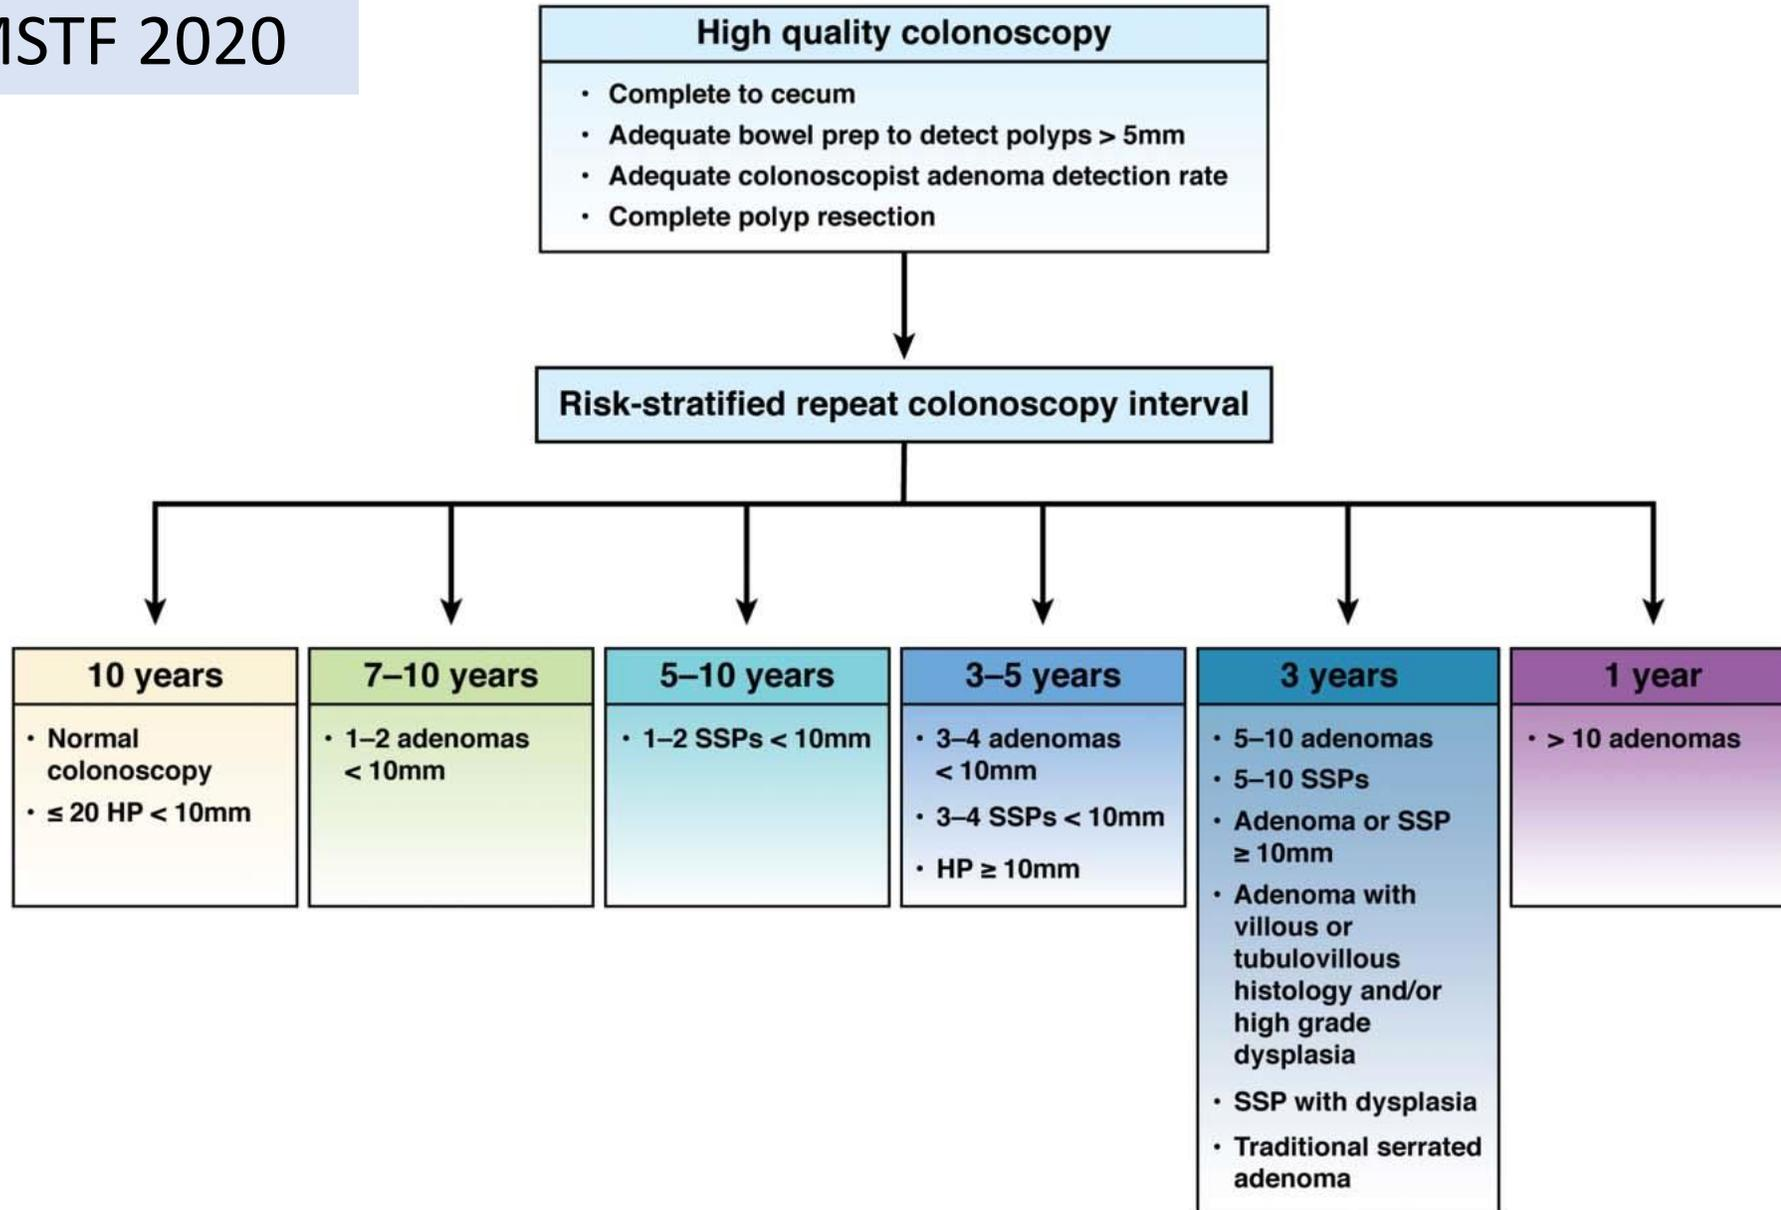 MSTF 2020
High quality colonoscopy
· Complete to cecum
· Adequate bowel prep to detect polyps > 5mm
· Adequate colonoscopist adenoma detection rate
· Complete polyp resection
Risk-stratified repeat colonoscopy interval
10 years
· Normal
colonoscopy
· ≤ 20 HP < 10mm
7–10 years
· 1–2 adenomas
< 10mm
5–10 years
· 1–2 SSPs < 10mm
3–5 years
· 3–4 adenomas
< 10mm
· 3–4 SSPs < 10mm
· HP ≥ 10mm
3 years
· 5–10 adenomas
· 5–10 SSPs
· Adenoma or SSP
≥ 10mm
· Adenoma with
villous or
tubulovillous
histology and/or
high grade
dysplasia
· SSP with dysplasia
· Traditional serrated
adenoma
1 year
· > 10 adenomas